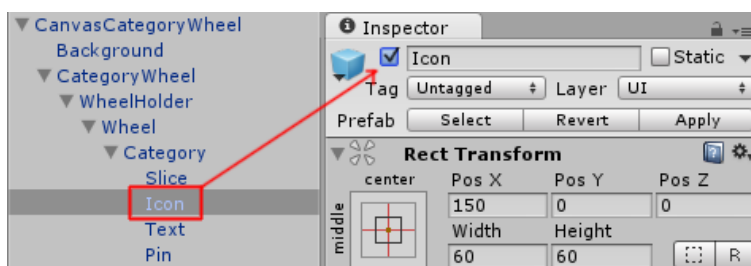 CanvasCategoryWheel
Background
CategoryWheel
WheelHolder
Wheel
Category
Slice
Icon
Text
Pin
Inspector
Icon Static
Tag Untagged Layer UI
Prefab Select Revert Apply
Rect Transform
center Pos X Pos Y Pos Z
middle
150 0 0
Width Height
60 60 R